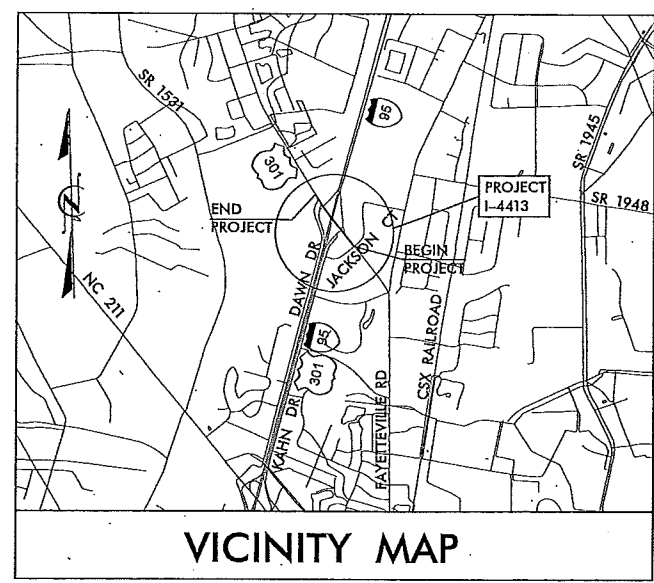 SR 1531
95
301
END
PROJECT
PROJECT
I-4413
SR 1945
SR 1948
BEGIN
PROJECT
JACKSON CT
DAWN DR
NC 211
95
301
CSX RAILROAD
FAYETTEVILLE RD
KAHN DR
VICINITY MAP